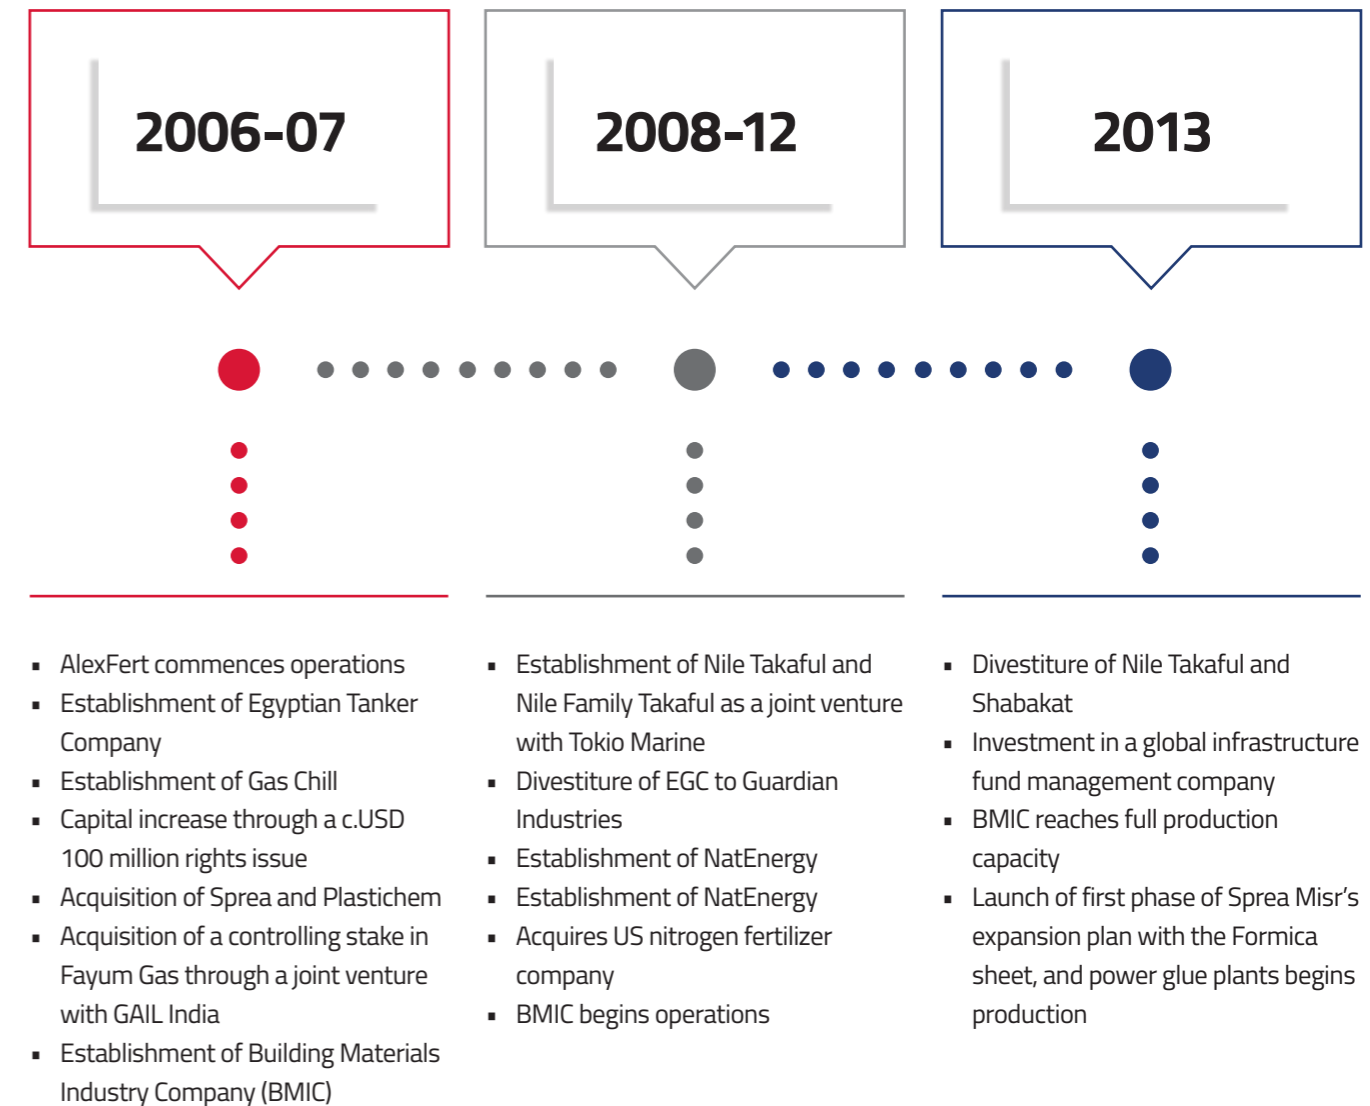 2006-07
▪ AlexFert commences operations
▪ Establishment of Egyptian Tanker
Company
▪ Establishment of Gas Chill
▪ Capital increase through a c.USD
100 million rights issue
▪ Acquisition of Sprea and Plastichem
▪ Acquisition of a controlling stake in
Fayum Gas through a joint venture
with GAIL India
▪ Establishment of Building Materials
Industry Company (BMIC)
2008-12
▪ Establishment of Nile Takaful and
Nile Family Takaful as a joint venture
with Tokio Marine
▪ Divestiture of EGC to Guardian
Industries
▪ Establishment of NatEnergy
▪ Establishment of NatEnergy
▪ Acquires US nitrogen fertilizer
company
▪ BMIC begins operations
2013
▪ Divestiture of Nile Takaful and
Shabakat
▪ Investment in a global infrastructure
fund management company
▪ BMIC reaches full production
capacity
▪ Launch of first phase of Sprea Misr’s
expansion plan with the Formica
sheet, and power glue plants begins
production